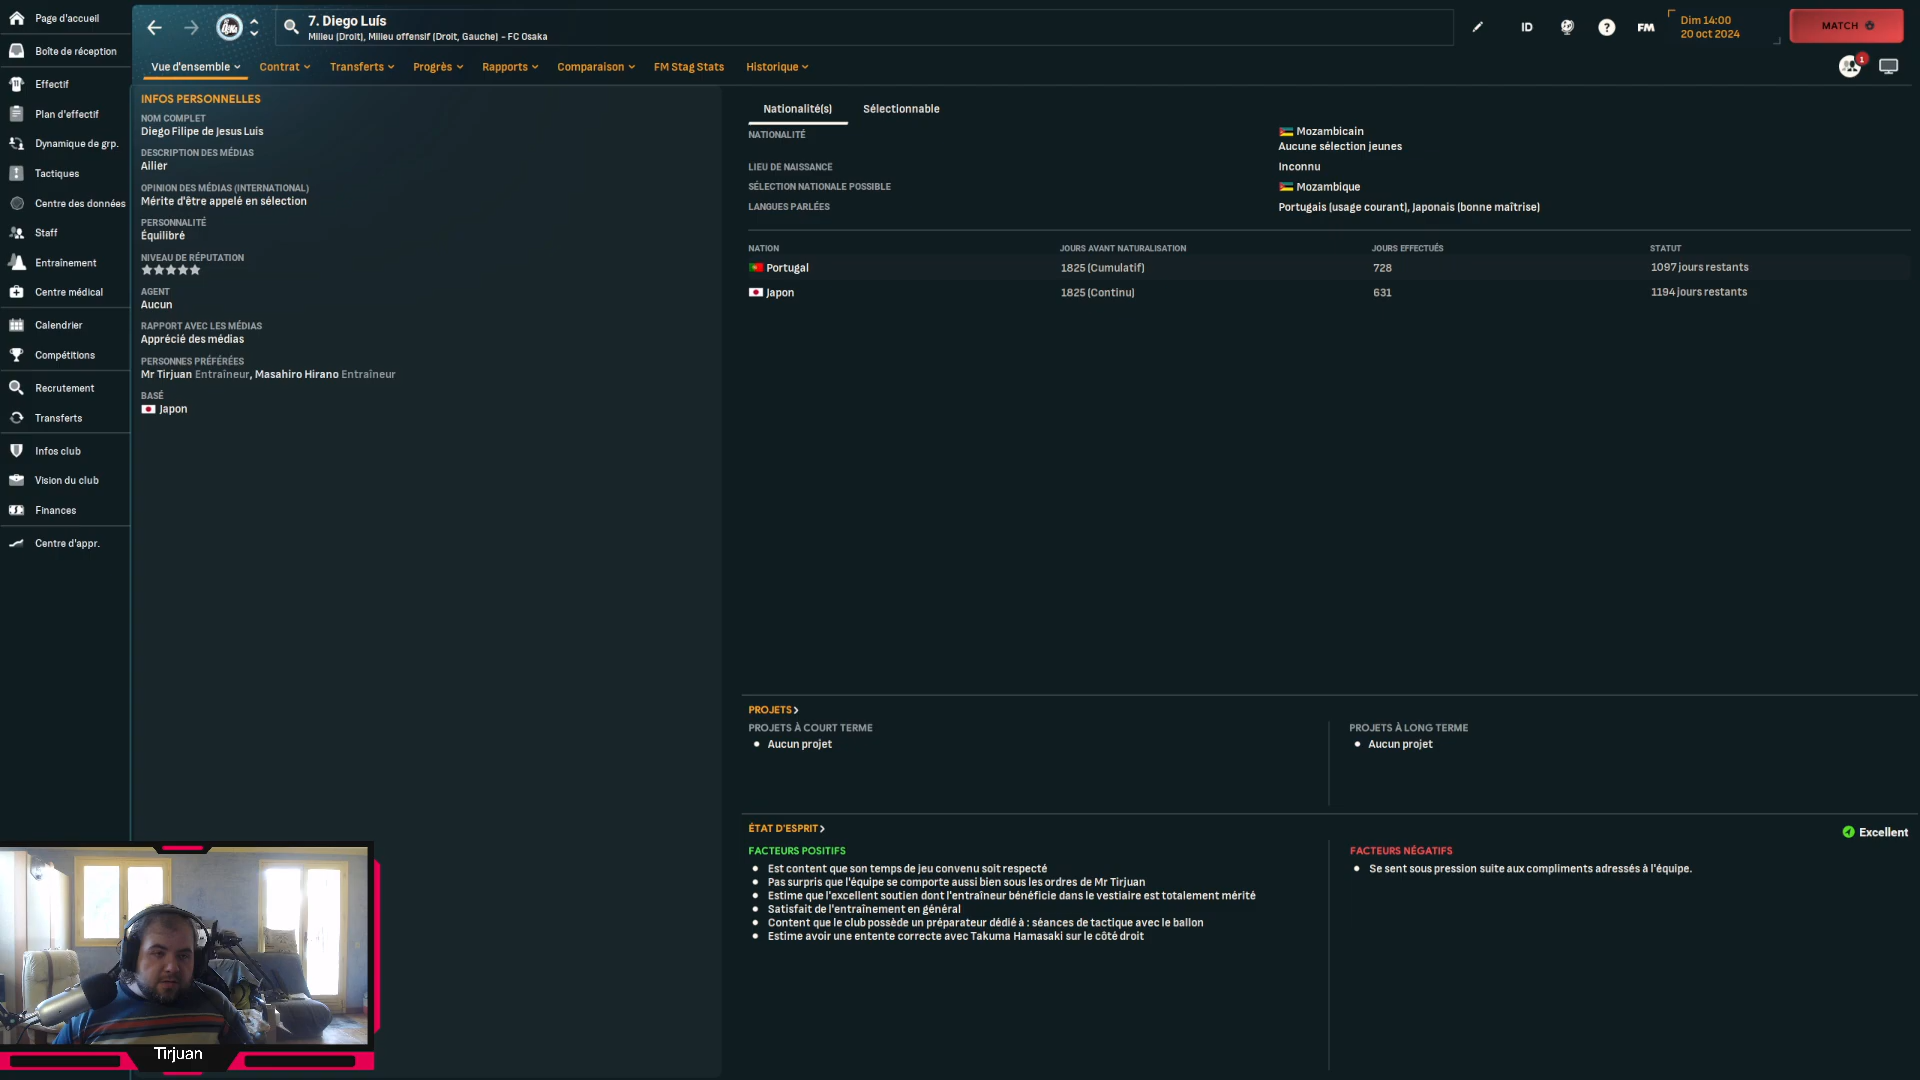 Page d'accueil
Boîte de réception
Effectif
Plan d'effectif
Dynamique de grp.
Tactiques
Centre des données
Staff
Entraînement
Centre médical
Calendrier
Compétitions
Recrutement
Transferts
Infos club
Vision du club
Finances
Centre d'appr.
7. Diego Luís
Milieu (Droit), Milieu offensif (Droit, Gauche) - FC Osaka
ID
?
FM
Dim 14:00
20 oct 2024
MATCH
Vue d'ensemble
Contrat
Transferts
Progrès
Rapports
Comparaison
FM Stag Stats
Historique
1
INFOS PERSONNELLES
NOM COMPLET
Diego Filipe de Jesus Luis
DESCRIPTION DES MÉDIAS
Ailier
OPINION DES MÉDIAS (INTERNATIONAL)
Mérite d'être appelé en sélection
PERSONNALITÉ
Équilibré
NIVEAU DE RÉPUTATION
AGENT
Aucun
RAPPORT AVEC LES MÉDIAS
Apprécié des médias
PERSONNES PRÉFÉRÉES
Mr Tirjuan Entraîneur, Masahiro Hirano Entraîneur
BASÉ
Japon
Nationalité(s)
Sélectionnable
NATIONALITÉ
Mozambicain
Aucune sélection jeunes
LIEU DE NAISSANCE
Inconnu
SÉLECTION NATIONALE POSSIBLE
Mozambique
LANGUES PARLÉES
Portugais (usage courant), Japonais (bonne maîtrise)
NATION JOURS AVANT NATURALISATION JOURS EFFECTUÉS STATUT
Portugal 1825 (Cumulatif) 728 1097 jours restants
Japon 1825 (Continu) 631 1194 jours restants
PROJETS >
PROJETS À COURT TERME
Aucun projet
PROJETS À LONG TERME
Aucun projet
ÉTAT D'ESPRIT >
Excellent
FACTEURS POSITIFS
Est content que son temps de jeu convenu soit respecté
Pas surpris que l'équipe se comporte aussi bien sous les ordres de Mr Tirjuan
Estime que l'excellent soutien dont l'entraîneur bénéficie dans le vestiaire est totalement mérité
Satisfait de l'entraînement en général
Content que le club possède un préparateur dédié à : séances de tactique avec le ballon
Estime avoir une entente correcte avec Takuma Hamasaki sur le côté droit
FACTEURS NÉGATIFS
Se sent sous pression suite aux compliments adressés à l'équipe.
Tirjuan